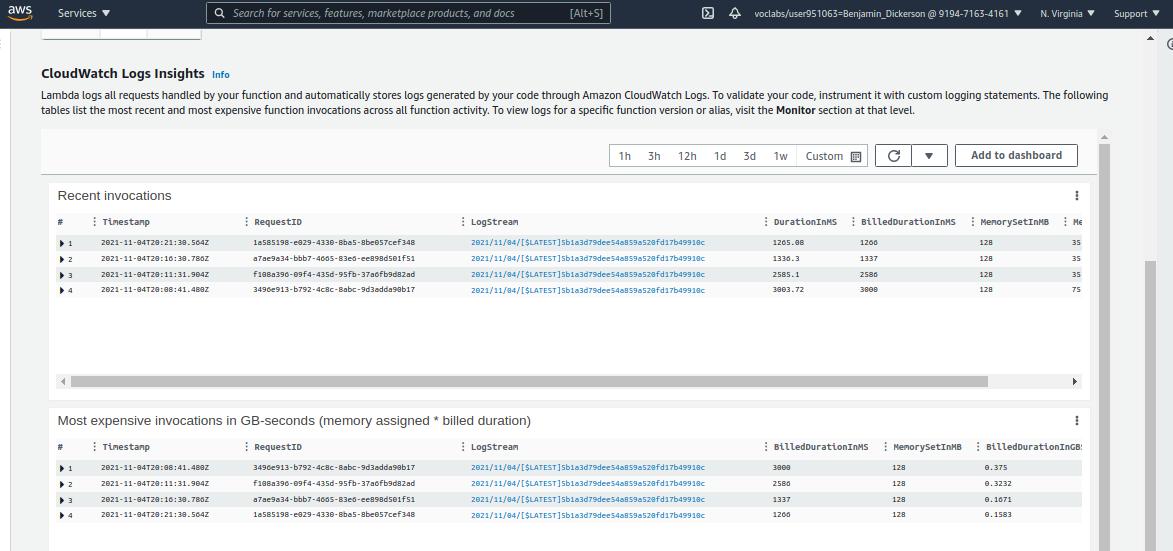 aws Services Search for services, features, marketplace products, and docs [Alt+S] voclabs/user951063=Benjamin_Dickerson @ 9194-7163-4161 N. Virginia Support
CloudWatch Logs Insights Info
Lambda logs all requests handled by your function and automatically stores logs generated by your code through Amazon CloudWatch Logs. To validate your code, instrument it with custom logging statements. The following
tables list the most recent and most expensive function invocations across all function activity. To view logs for a specific function version or alias, visit the Monitor section at that level.
1h 3h 12h 1d 3d 1w Custom Add to dashboard
Recent invocations
# Timestamp RequestID LogStream DurationInMS BilledDurationInMS MemorySetInMB Me
1 2021-11-04T20:21:30.564Z 1a585198-e029-4330-8ba5-8be057cef348 2021/11/04/[$LATEST]5b1a3d79dee54a859a520fd17b49910c 1265.08 1266 128 35
2 2021-11-04T20:16:30.786Z a7ae9a34-bbb7-4665-83e6-ee898d501f51 2021/11/04/[$LATEST]5b1a3d79dee54a859a520fd17b49910c 1336.3 1337 128 35
3 2021-11-04T20:11:31.904Z f108a396-09f4-435d-95fb-37a6fb9d82ad 2021/11/04/[$LATEST]5b1a3d79dee54a859a520fd17b49910c 2585.1 2586 128 35
4 2021-11-04T20:08:41.480Z 3496e913-b792-4c8c-8abc-9d3adda90b17 2021/11/04/[$LATEST]5b1a3d79dee54a859a520fd17b49910c 3003.72 3000 128 75
Most expensive invocations in GB-seconds (memory assigned * billed duration)
# Timestamp RequestID LogStream BilledDurationInMS MemorySetInMB BilledDurationInGBS
1 2021-11-04T20:08:41.480Z 3496e913-b792-4c8c-8abc-9d3adda90b17 2021/11/04/[$LATEST]5b1a3d79dee54a859a520fd17b49910c 3000 128 0.375
2 2021-11-04T20:11:31.904Z f108a396-09f4-435d-95fb-37a6fb9d82ad 2021/11/04/[$LATEST]5b1a3d79dee54a859a520fd17b49910c 2586 128 0.3232
3 2021-11-04T20:16:30.786Z a7ae9a34-bbb7-4665-83e6-ee898d501f51 2021/11/04/[$LATEST]5b1a3d79dee54a859a520fd17b49910c 1337 128 0.1671
4 2021-11-04T20:21:30.564Z 1a585198-e029-4330-8ba5-8be057cef348 2021/11/04/[$LATEST]5b1a3d79dee54a859a520fd17b49910c 1266 128 0.1583